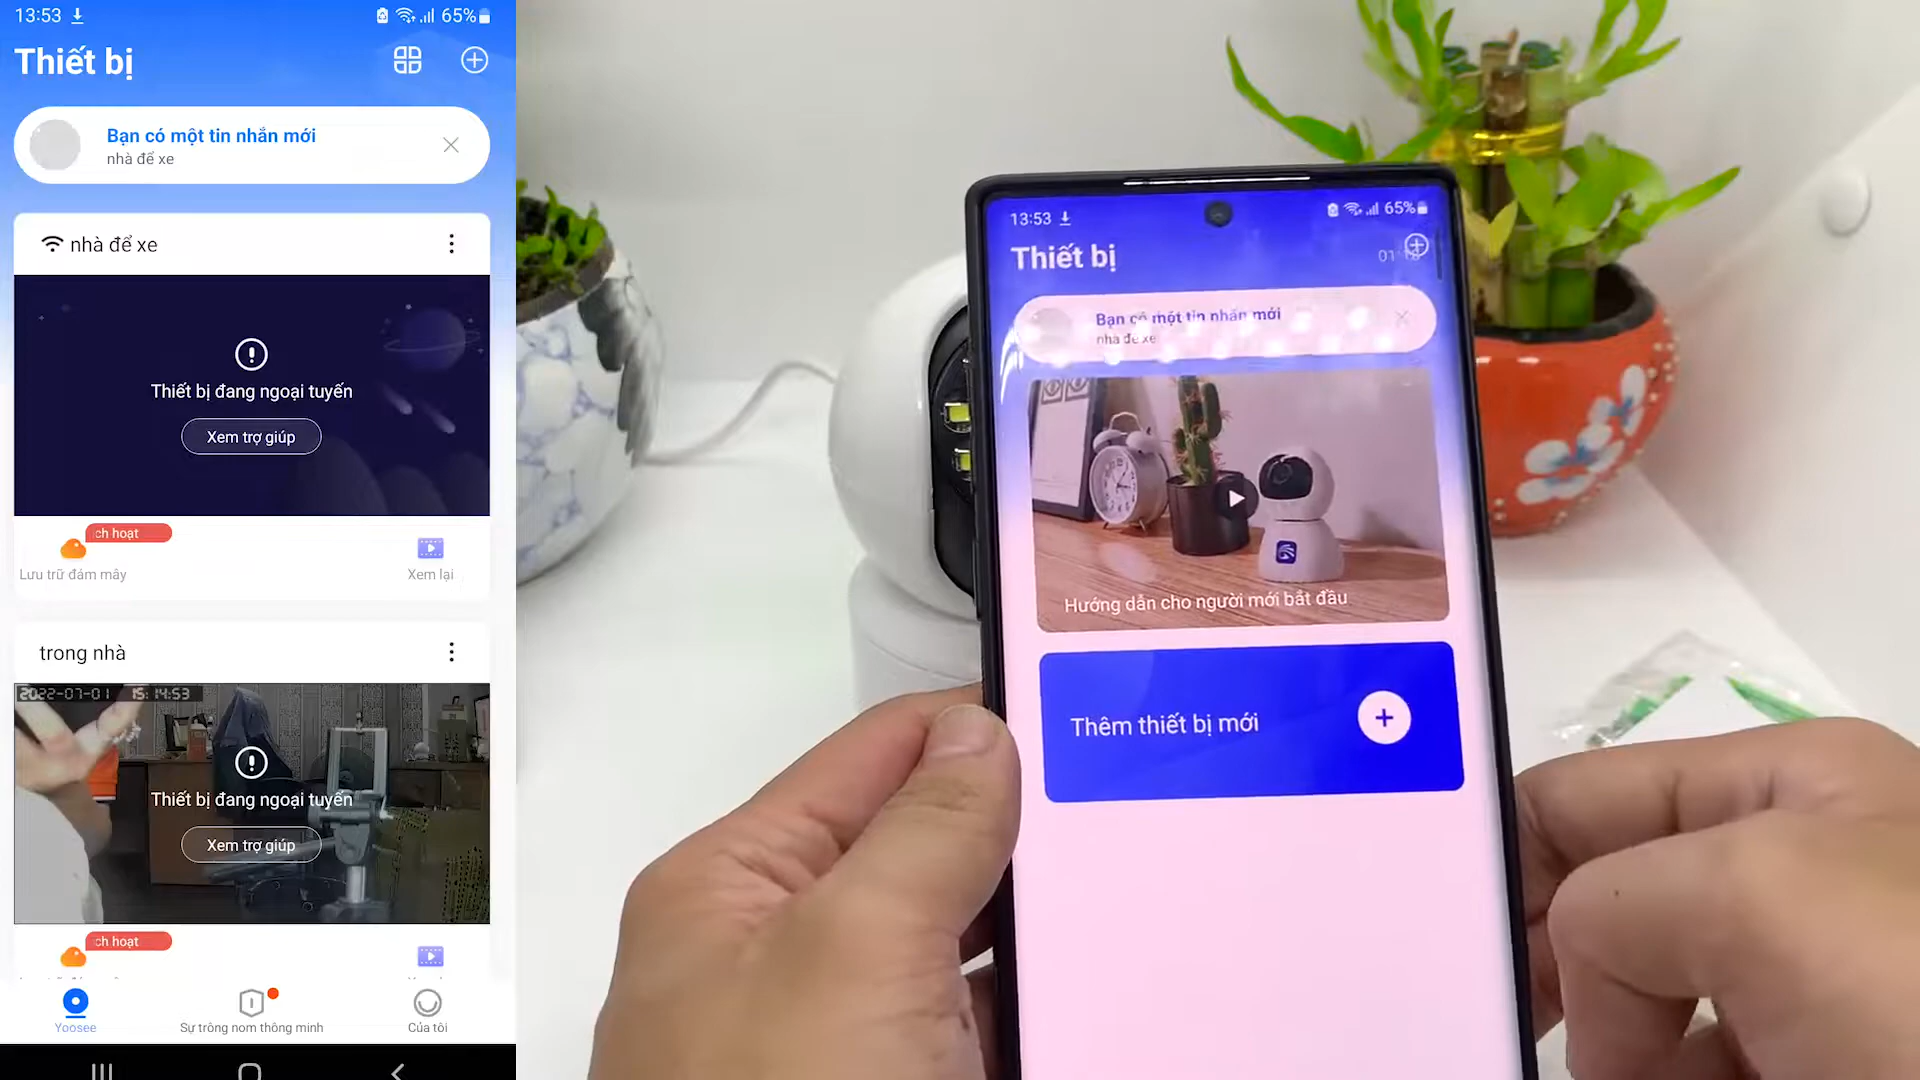 13:53
65%
Thiết bị
Bạn có một tin nhắn mới
nhà để xe
nhà để xe
Thiết bị đang ngoại tuyến
Xem trợ giúp
ch hoạt
Lưu trữ đám mây
Xem lại
trong nhà
2022-07-01 15:14:53
Thiết bị đang ngoại tuyến
Xem trợ giúp
ch hoạt
Yoosee
Sự trông nom thông minh
Của tôi
13:53
65%
Thiết bị
Bạn có một tin nhắn mới
nhà để xe
Hướng dẫn cho người mới bắt đầu
Thêm thiết bị mới